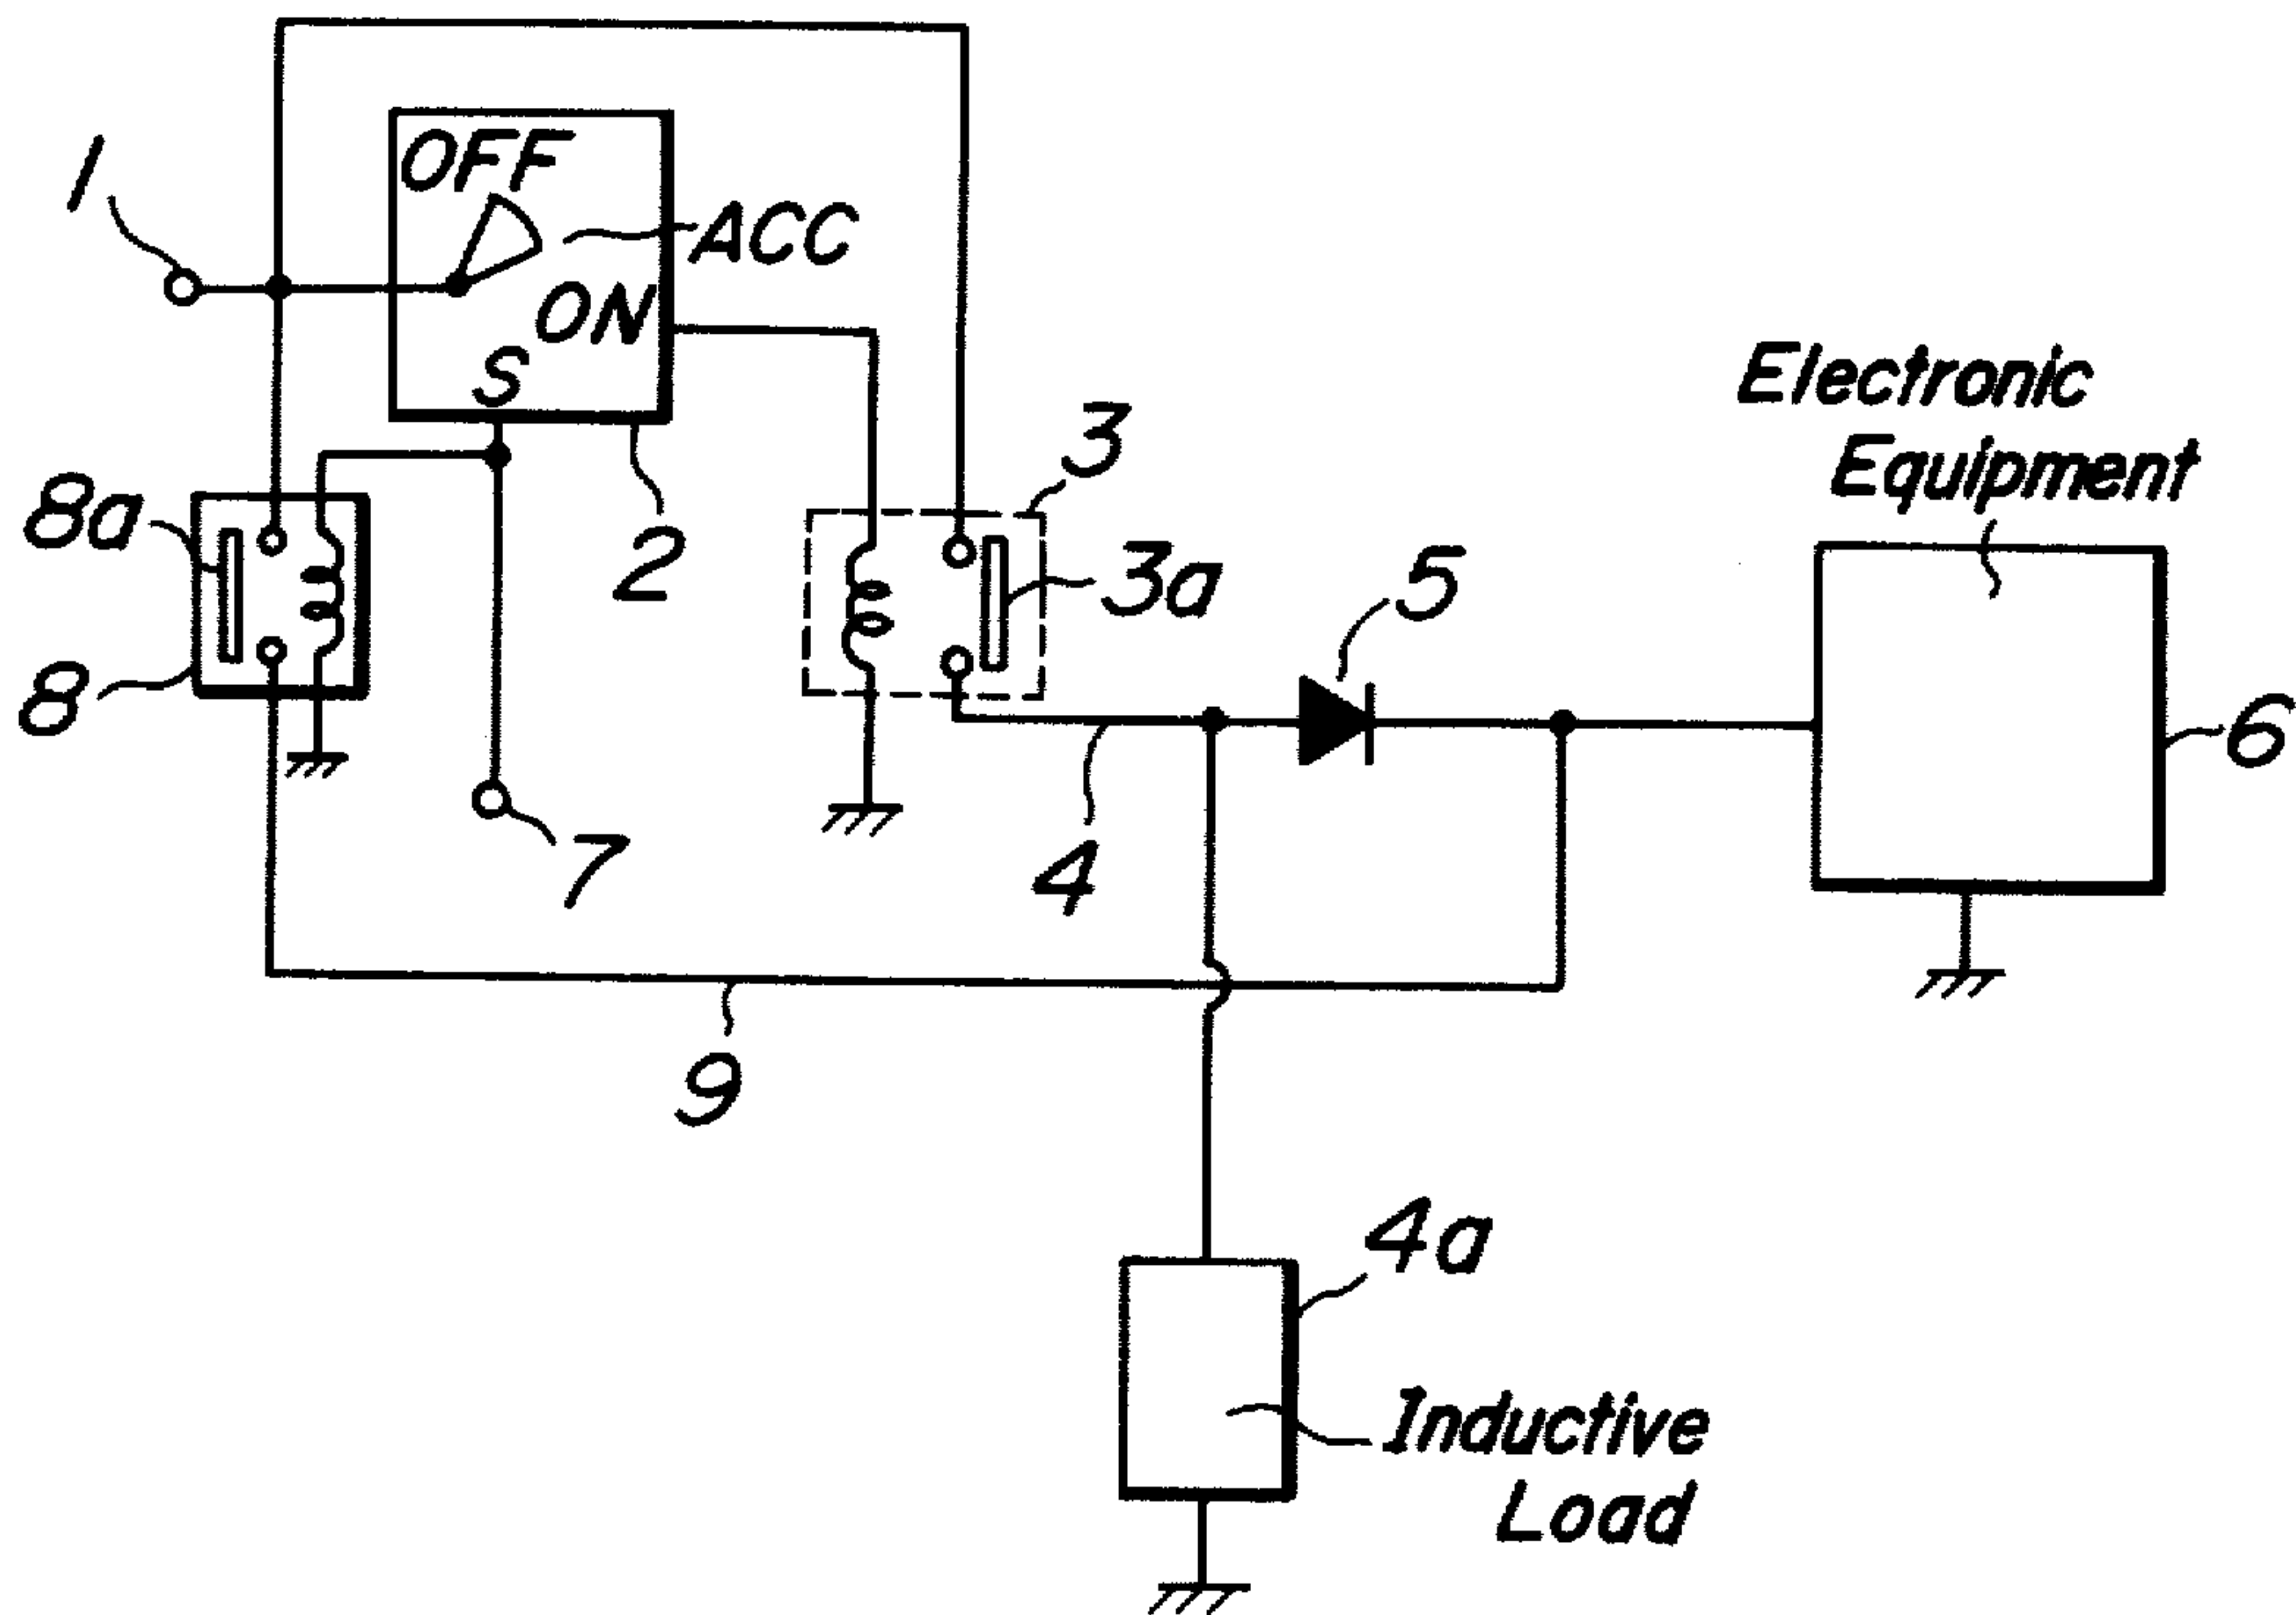 OFF
1
ACC
ON
S
Electronic
Equipment
3
8a
2
3a
5
8
6
7
4
9
4a
Inductive
Load